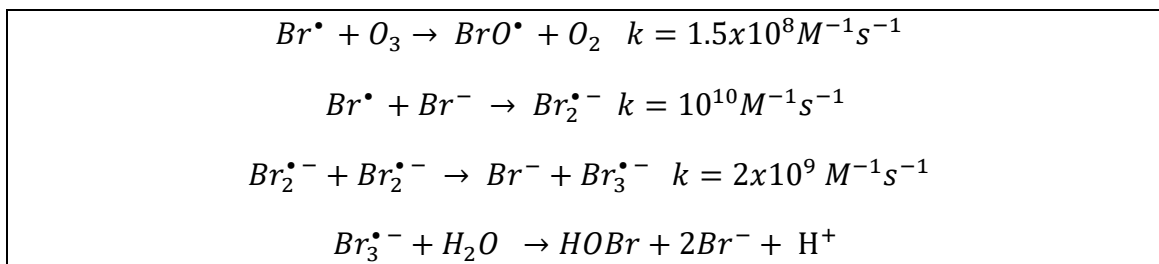 Br• + O₃ → BrO• + O₂ k = 1.5x10⁸M⁻¹s⁻¹
Br• + Br⁻ → Br₂•⁻ k = 10¹⁰M⁻¹s⁻¹
Br₂•⁻ + Br₂•⁻ → Br⁻ + Br₃•⁻ k = 2x10⁹ M⁻¹s⁻¹
Br₃•⁻ + H₂O → HOBr + 2Br⁻ + H⁺